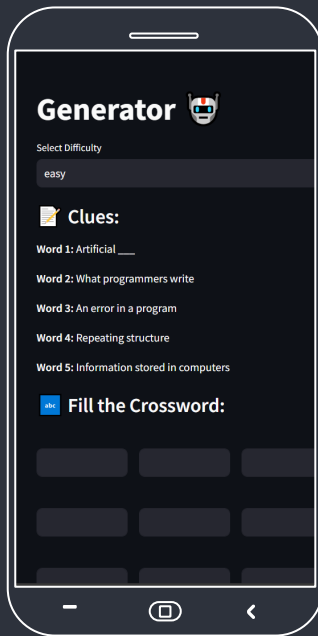 Generator
Select Difficulty
easy
Clues:
Word 1: Artificial ___
Word 2: What programmers write
Word 3: An error in a program
Word 4: Repeating structure
Word 5: Information stored in computers
abc
Fill the Crossword: